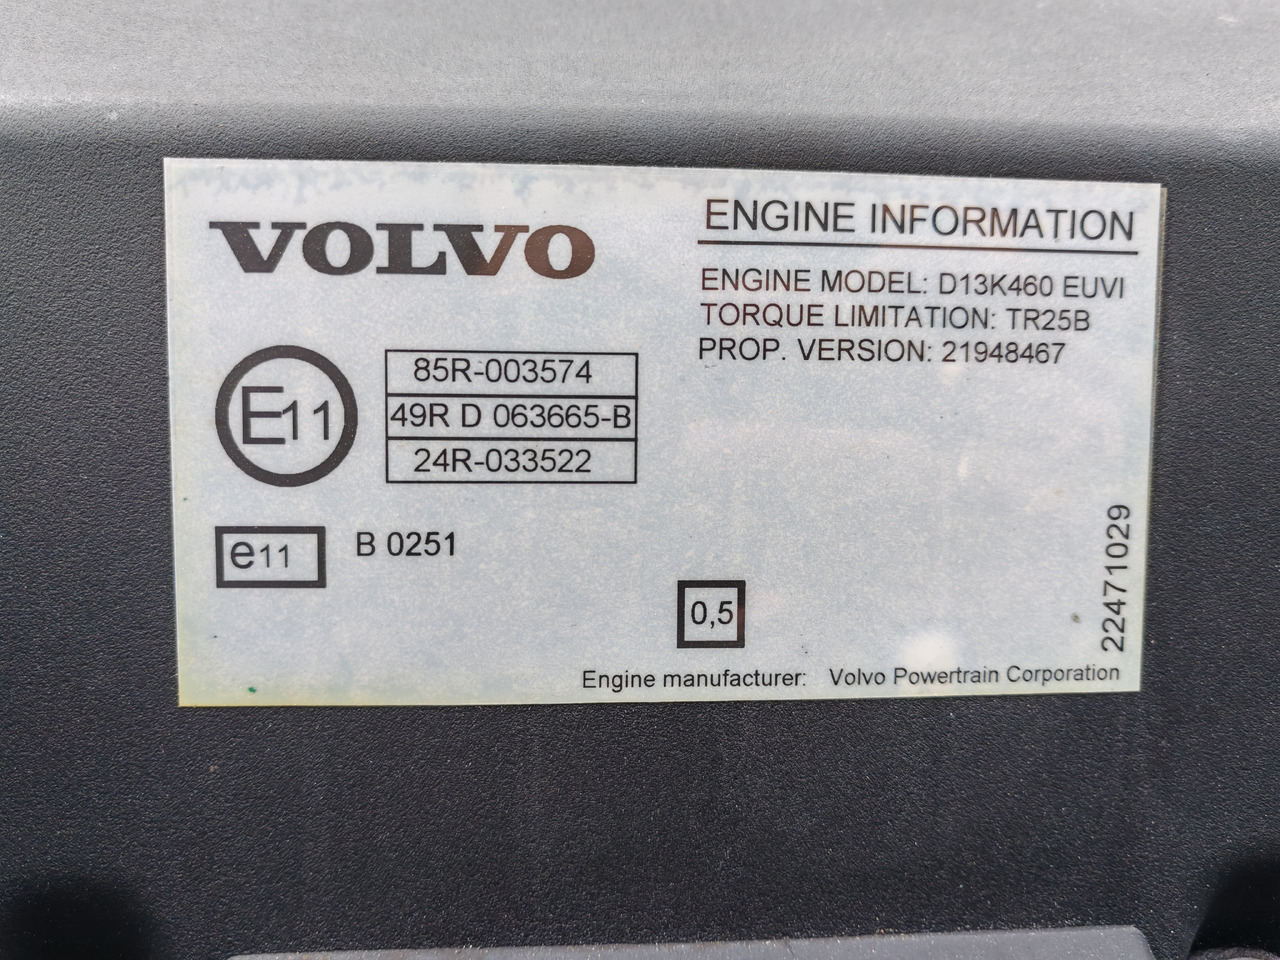 VOLVO
ENGINE INFORMATION
ENGINE MODEL: D13K460 EUVI
TORQUE LIMITATION: TR25B
PROP. VERSION: 21948467
E11
85R-003574
49R D 063665-B
24R-033522
e11 B 0251
0,5
22471029
Engine manufacturer: Volvo Powertrain Corporation